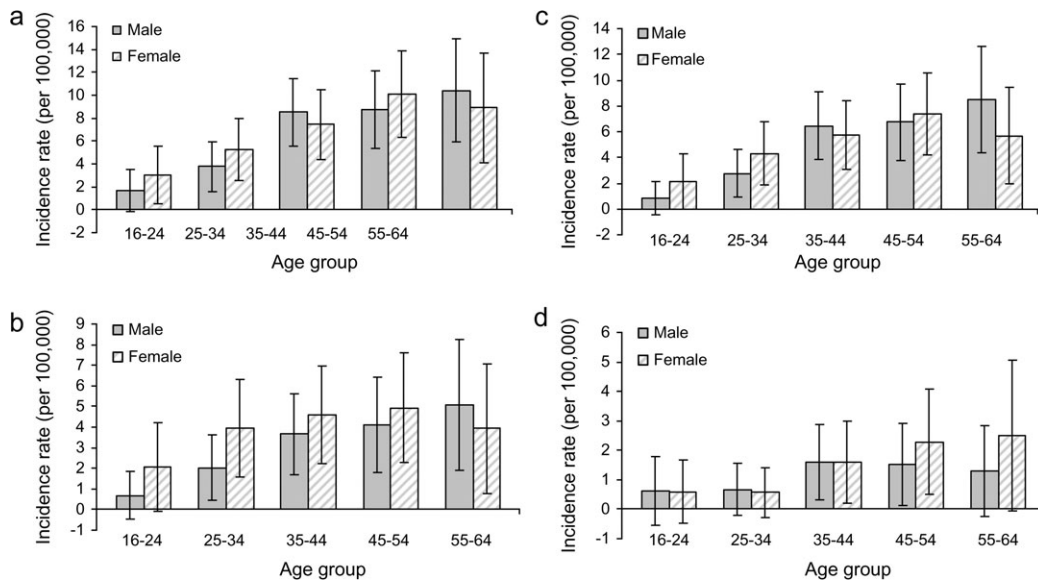 a
Incidence rate (per 100,000)
16
14
12
10
8
6
4
2
0
-2
Male
Female
16-24 25-34 35-44 45-54 55-64
Age group
c
Incidence rate (per 100,000)
14
12
10
8
6
4
2
0
-2
Male
Female
16-24 25-34 35-44 45-54 55-64
Age group
b
Incidence rate (per 100,000)
9
8
7
6
5
4
3
2
1
0
-1
Male
Female
16-24 25-34 35-44 45-54 55-64
Age group
d
Incidence rate (per 100,000)
6
5
4
3
2
1
0
-1
Male
Female
16-24 25-34 35-44 45-54 55-64
Age group